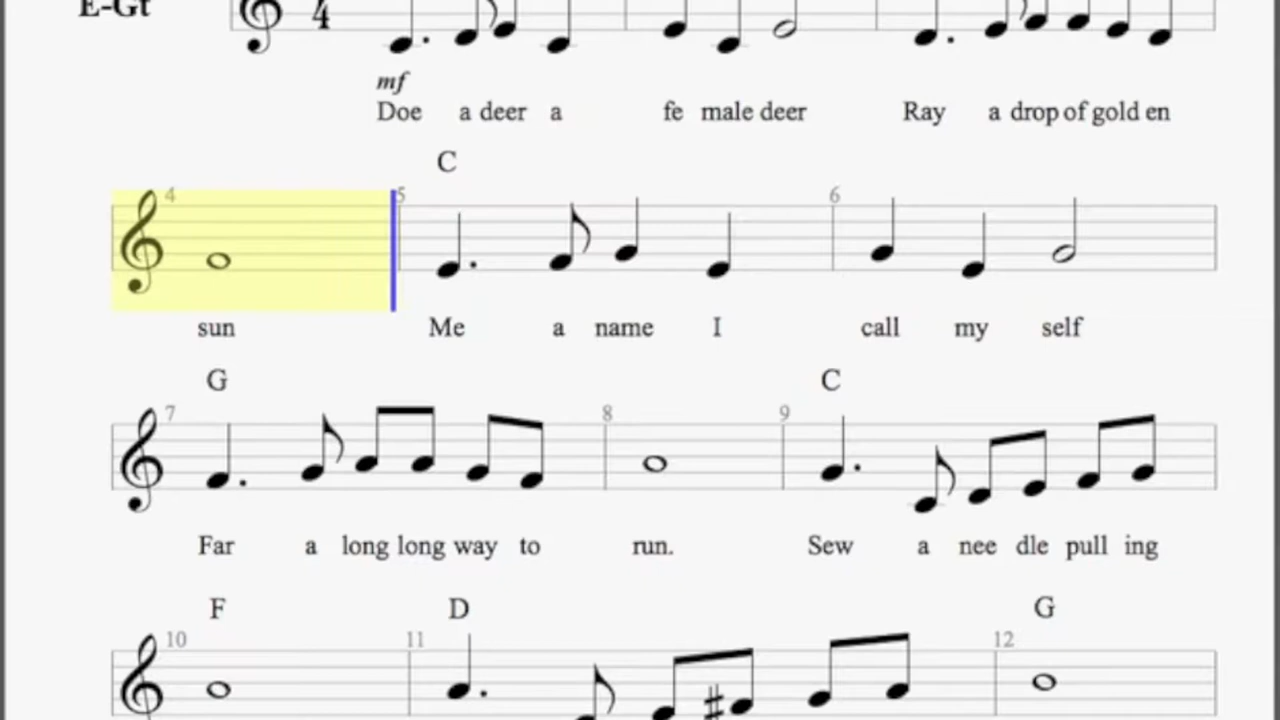 E-Gt
4
mf
Doe a deer a fe male deer Ray a drop of gold en
C
4 5 6
sun Me a name I call my self
G C
7 8 9
Far a long long way to run. Sew a nee dle pull ing
F D G
10 11 12